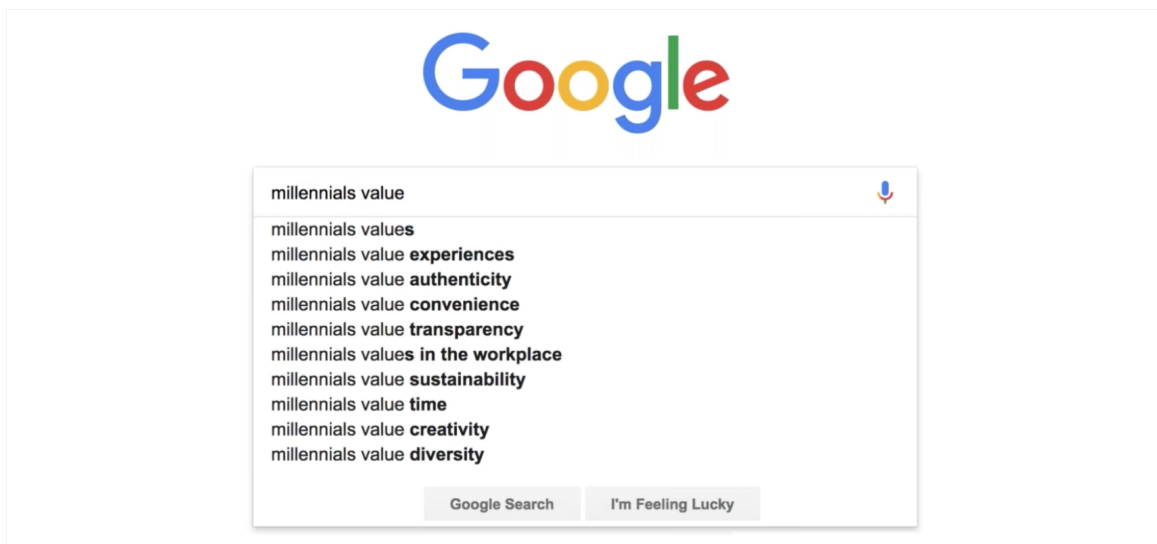 Google
millennials value
millennials values
millennials value experiences
millennials value authenticity
millennials value convenience
millennials value transparency
millennials values in the workplace
millennials value sustainability
millennials value time
millennials value creativity
millennials value diversity
Google Search I'm Feeling Lucky